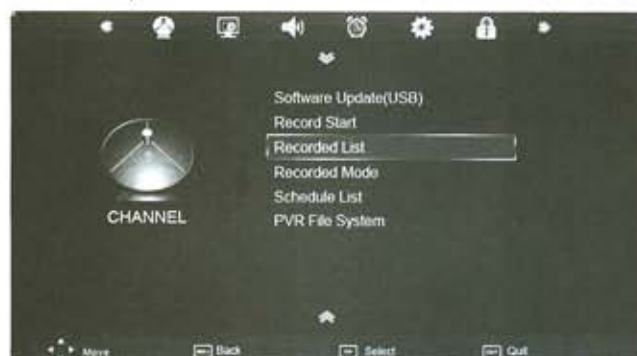 Software Update(USB)
Record Start
Recorded List
Recorded Mode
Schedule List
CHANNEL
PVR File System
Move Back Select Quit